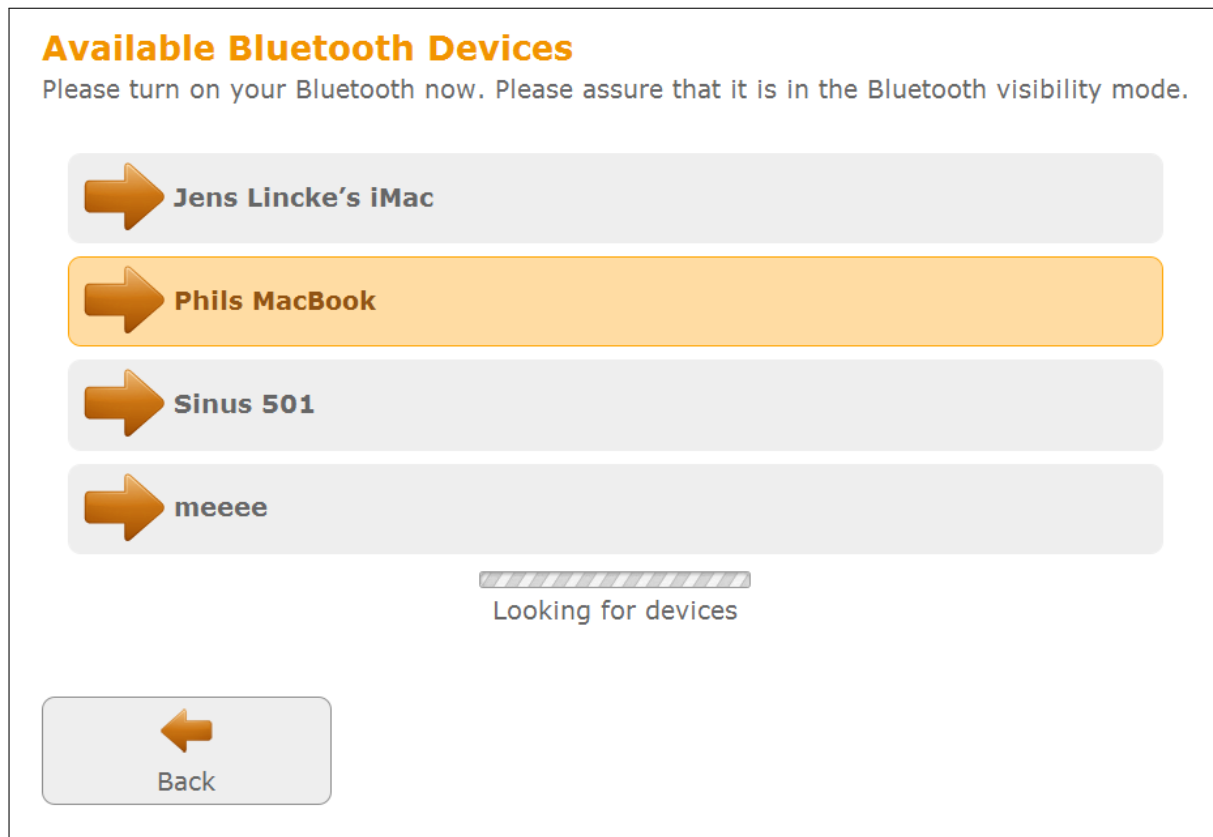 Available Bluetooth Devices
Please turn on your Bluetooth now. Please assure that it is in the Bluetooth visibility mode.
Jens Lincke’s iMac
Phils MacBook
Sinus 501
meeee
Looking for devices
Back